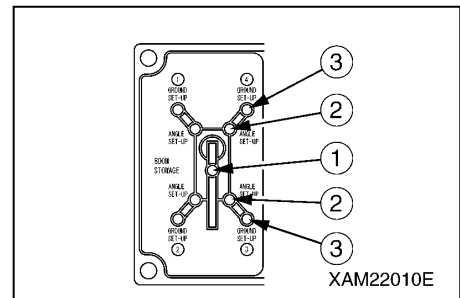 ① ④
GROUND SET-UP
GROUND SET-UP
③
②
ANGLE SET-UP
ANGLE SET-UP
BOOM STORAGE
①
ANGLE SET-UP
ANGLE SET-UP
②
GROUND SET-UP
GROUND SET-UP
② ③
③
XAM22010E